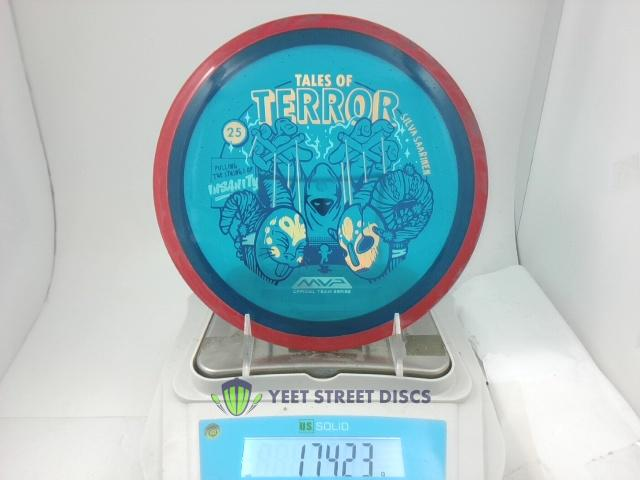 TALES OF
TERROR
SILVA SAARINEN
25
PULLING
THE STRINGS OF
INSANITY
MVP
OFFICIAL TEAM SERIES
YEET STREET DISCS
US SOLID
174.23 g